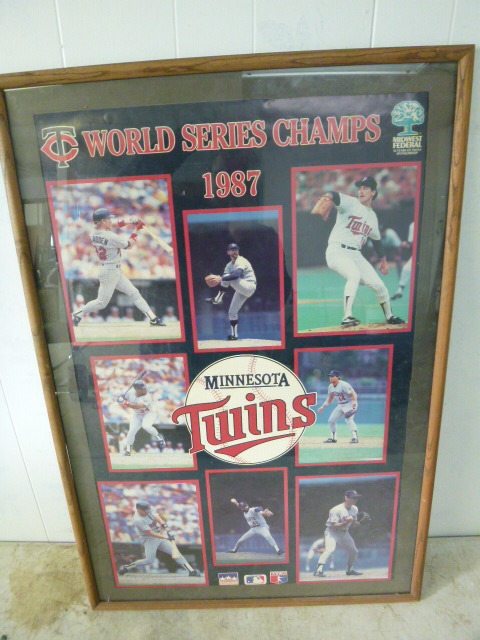 TC WORLD SERIES CHAMPS
1987
MIDWEST
FEDERAL
Twins
MINNESOTA
Twins